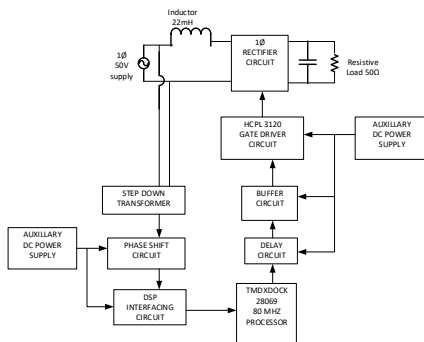 Inductor
22mH
1Ø
50V
supply
1Ø
RECTIFIER
CIRCUIT
Resistive
Load 50Ω
HCPL 3120
GATE DRIVER
CIRCUIT
AUXILLARY
DC POWER
SUPPLY
STEP DOWN
TRANSFORMER
BUFFER
CIRCUIT
AUXILLARY
DC POWER
SUPPLY
PHASE SHIFT
CIRCUIT
DELAY
CIRCUIT
DSP
INTERFACING
CIRCUIT
TMDXDOCK
28069
80 MHZ
PROCESSOR